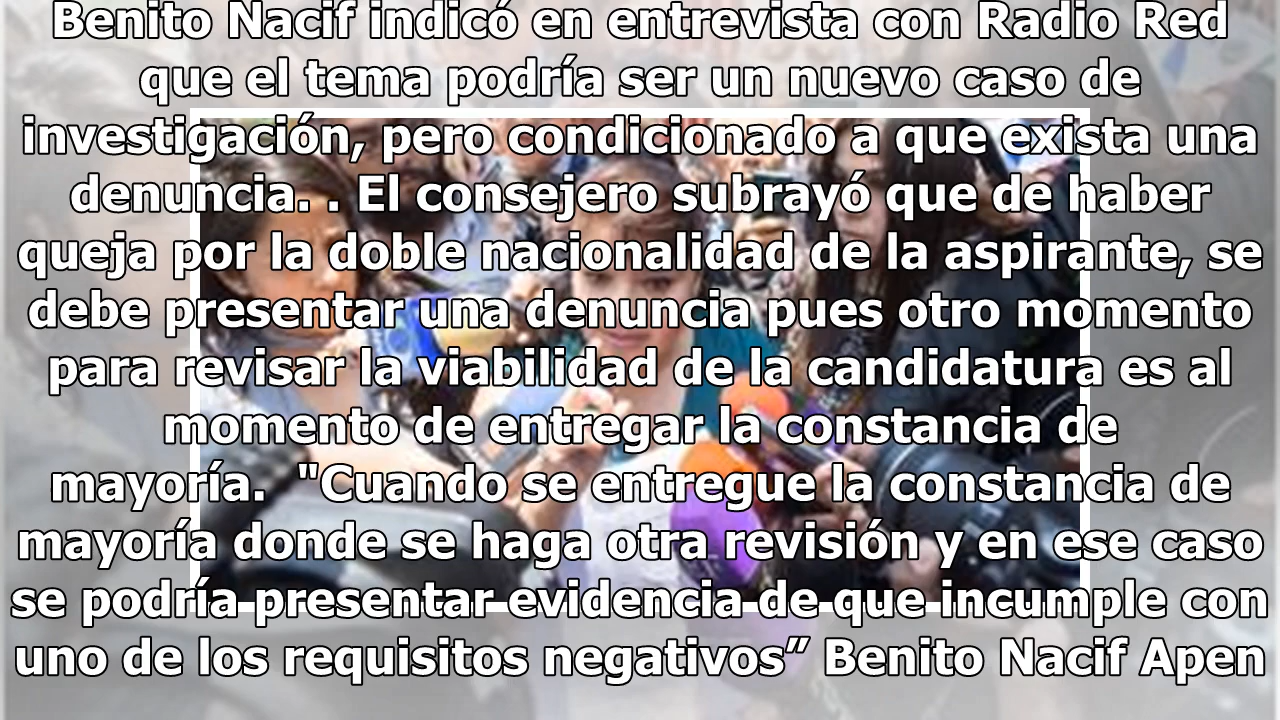 Benito Nacif indicó en entrevista con Radio Red
que el tema podría ser un nuevo caso de
investigación, pero condicionado a que exista una
denuncia. . El consejero subrayó que de haber
queja por la doble nacionalidad de la aspirante, se
debe presentar una denuncia pues otro momento
para revisar la viabilidad de la candidatura es al
momento de entregar la constancia de
mayoría.  "Cuando se entregue la constancia de
mayoría donde se haga otra revisión y en ese caso
se podría presentar evidencia de que incumple con
uno de los requisitos negativos” Benito Nacif Apen